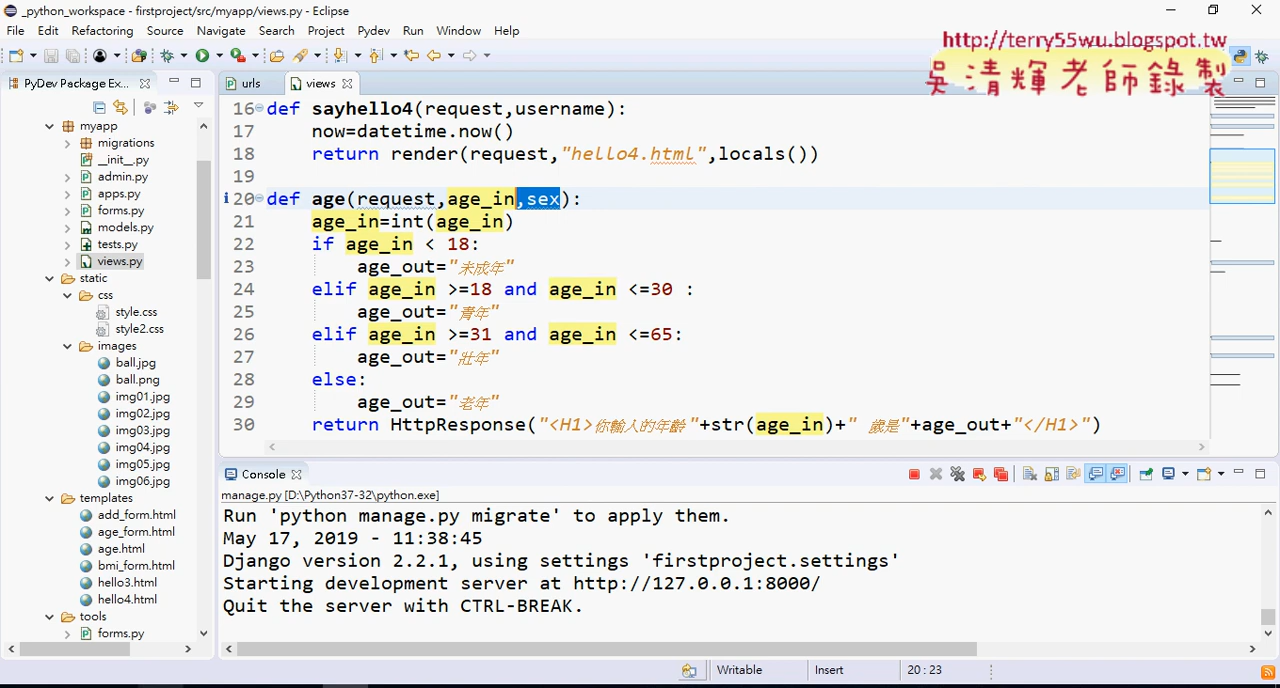 _python_workspace - firstproject/src/myapp/views.py - Eclipse
File Edit Refactoring Source Navigate Search Project Pydev Run Window Help
http://terry55wu.blogspot.tw
吳清輝老師錄製
PyDev Package Ex...
urls
views
myapp
migrations
__init__.py
admin.py
apps.py
forms.py
models.py
tests.py
views.py
static
css
style.css
style2.css
images
ball.jpg
ball.png
img01.jpg
img02.jpg
img03.jpg
img04.jpg
img05.jpg
img06.jpg
templates
add_form.html
age_form.html
age.html
bmi_form.html
hello3.html
hello4.html
tools
forms.py
16 def sayhello4(request,username):
17 now=datetime.now()
18 return render(request,"hello4.html",locals())
19
20 def age(request,age_in,sex):
21 age_in=int(age_in)
22 if age_in < 18:
23 age_out="未成年"
24 elif age_in >=18 and age_in <=30 :
25 age_out="青年"
26 elif age_in >=31 and age_in <=65:
27 age_out="壯年"
28 else:
29 age_out="老年"
30 return HttpResponse("<H1>你輸入的年齡"+str(age_in)+" 歲是"+age_out+"</H1>")
Console
manage.py [D:\Python37-32\python.exe]
Run 'python manage.py migrate' to apply them.
May 17, 2019 - 11:38:45
Django version 2.2.1, using settings 'firstproject.settings'
Starting development server at http://127.0.0.1:8000/
Quit the server with CTRL-BREAK.
Writable
Insert
20 : 23